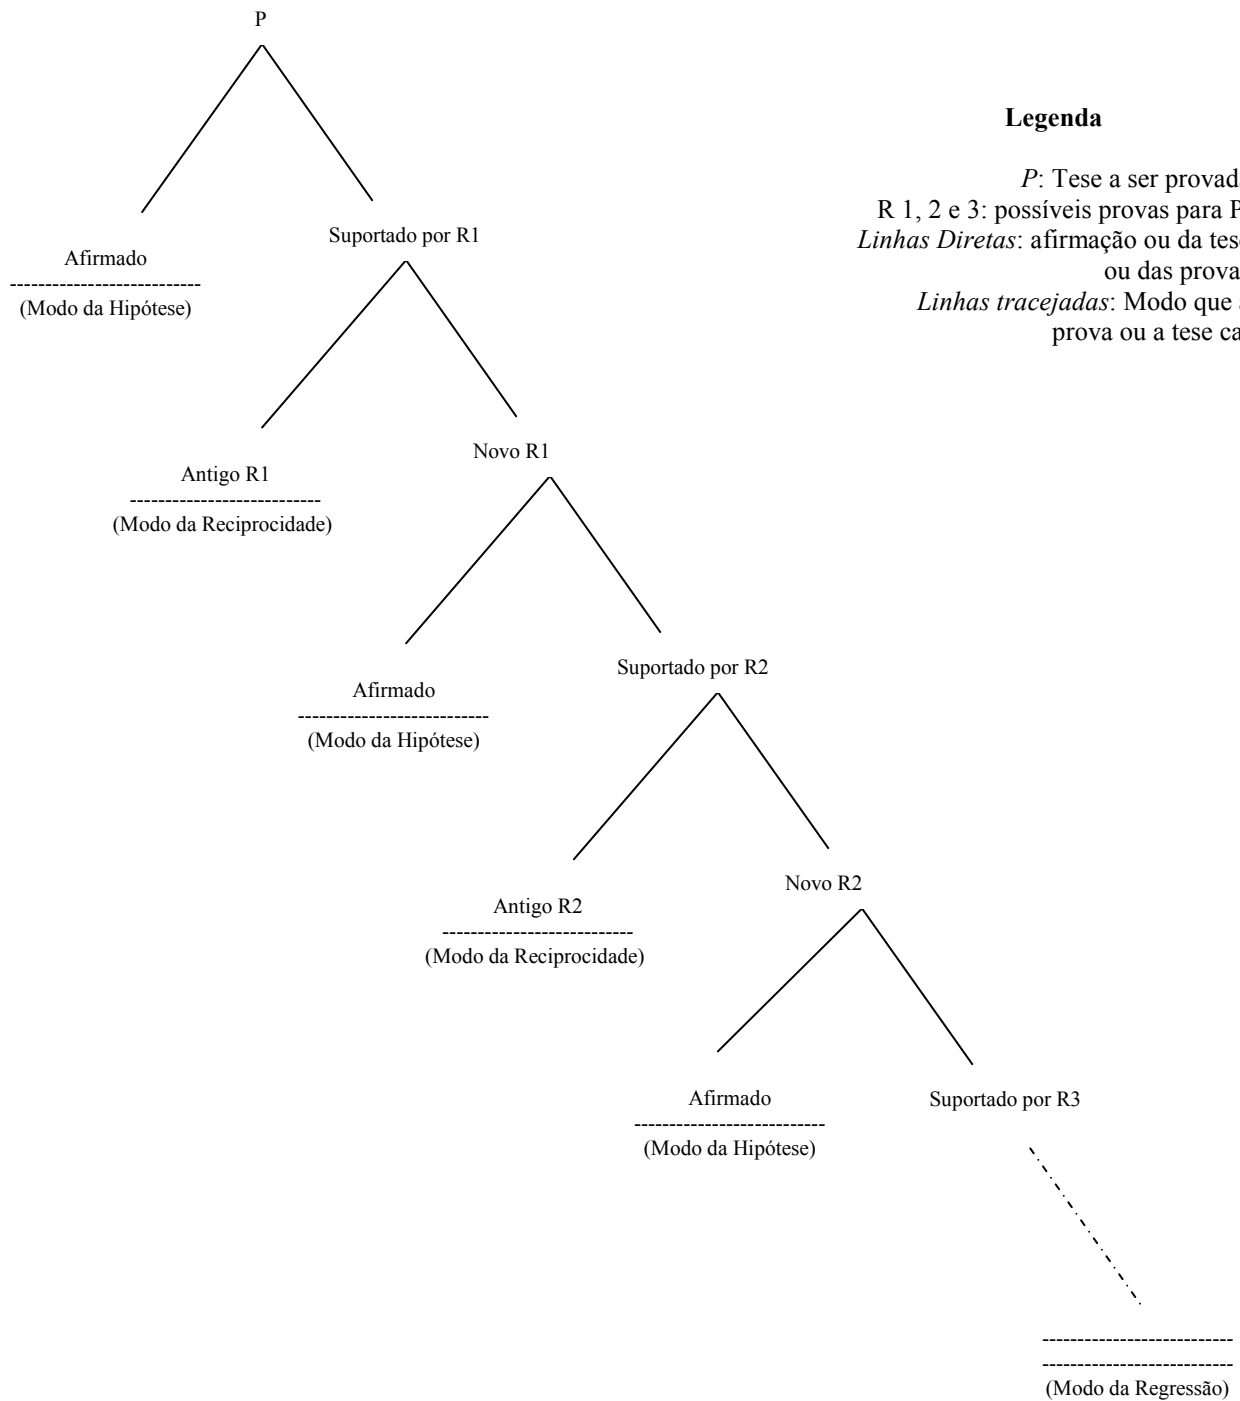 P
Legenda
P: Tese a ser provada
R 1, 2 e 3: possíveis provas para P
Linhas Diretas: afirmação ou da tese
ou das prova
Linhas tracejadas: Modo que a
prova ou a tese ca
Afirmado
(Modo da Hipótese)
Suportado por R1
Antigo R1
(Modo da Reciprocidade)
Novo R1
Afirmado
(Modo da Hipótese)
Suportado por R2
Antigo R2
(Modo da Reciprocidade)
Novo R2
Afirmado
(Modo da Hipótese)
Suportado por R3
(Modo da Regressão)